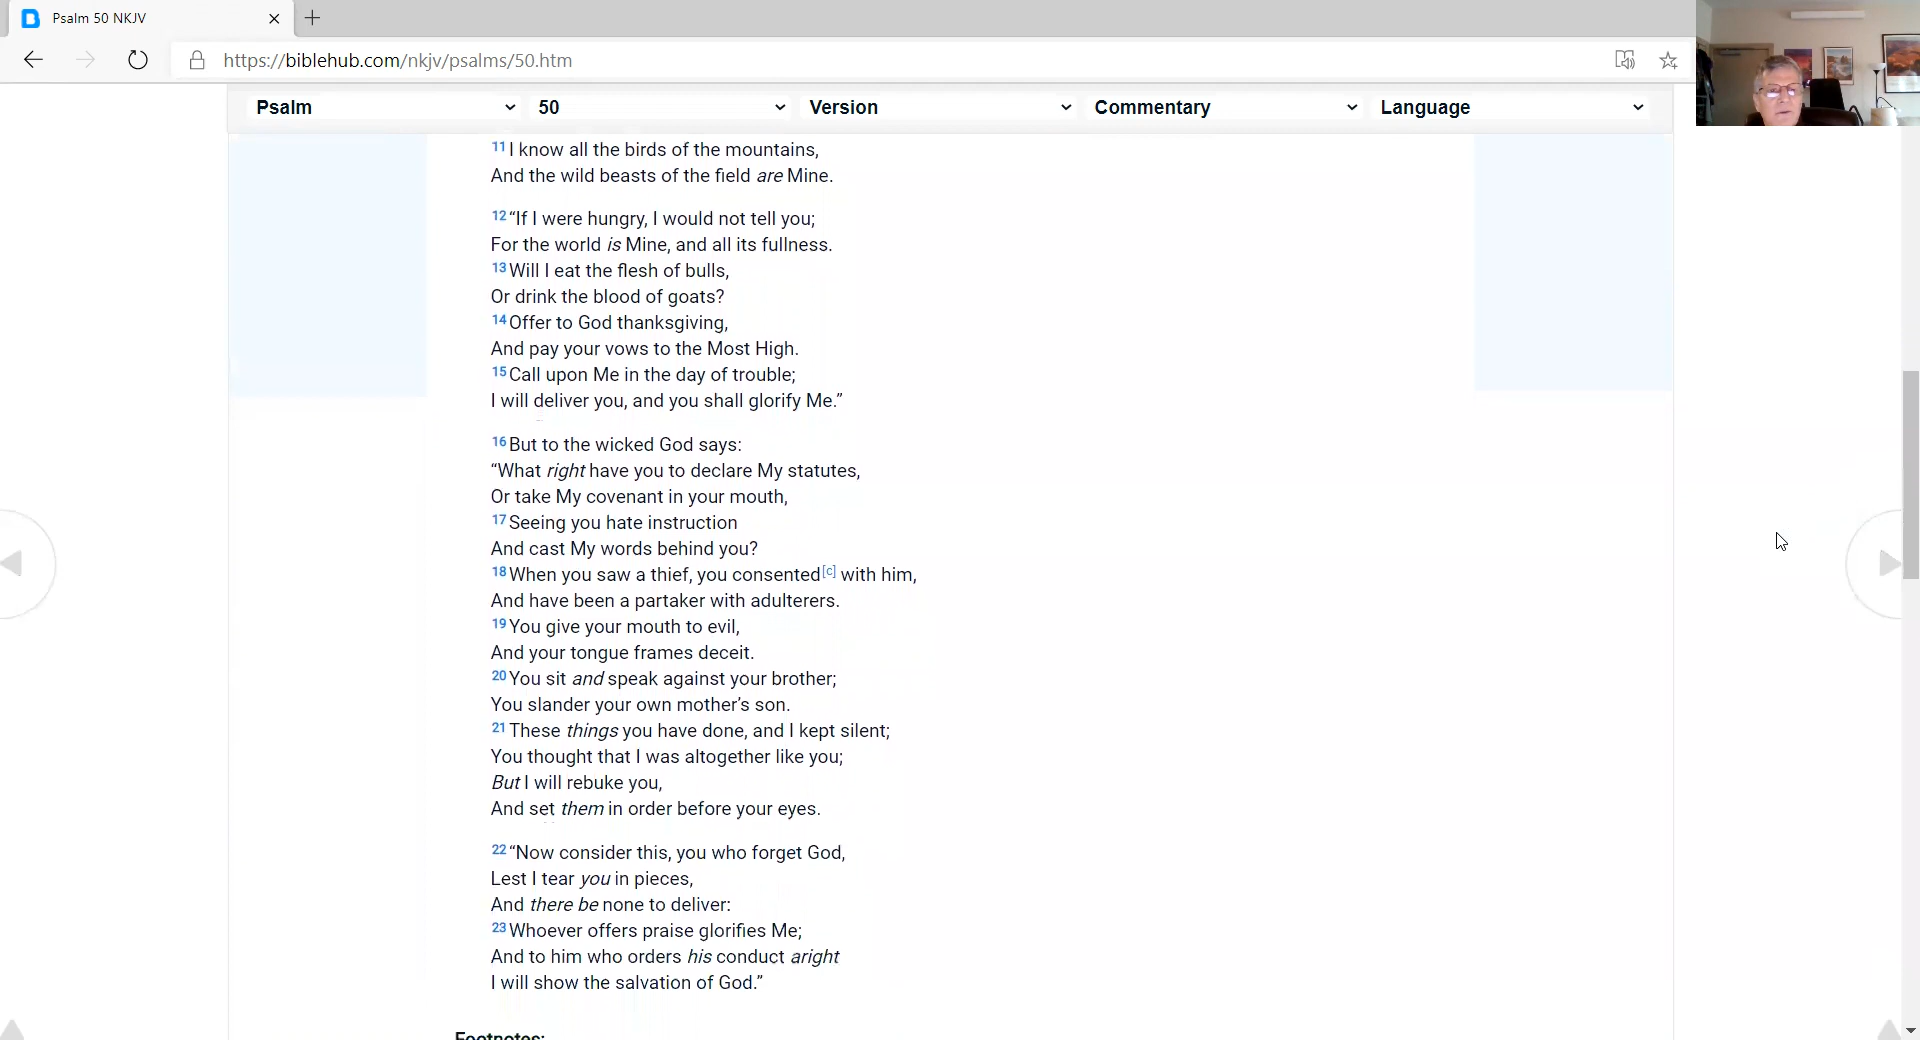 Psalm 50 NKJV
https://biblehub.com/nkjv/psalms/50.htm
Psalm 50 Version Commentary Language
11 I know all the birds of the mountains,
And the wild beasts of the field are Mine.
12 “If I were hungry, I would not tell you;
For the world is Mine, and all its fullness.
13 Will I eat the flesh of bulls,
Or drink the blood of goats?
14 Offer to God thanksgiving,
And pay your vows to the Most High.
15 Call upon Me in the day of trouble;
I will deliver you, and you shall glorify Me.”
16 But to the wicked God says:
“What right have you to declare My statutes,
Or take My covenant in your mouth,
17 Seeing you hate instruction
And cast My words behind you?
18 When you saw a thief, you consented[c] with him,
And have been a partaker with adulterers.
19 You give your mouth to evil,
And your tongue frames deceit.
20 You sit and speak against your brother;
You slander your own mother’s son.
21 These things you have done, and I kept silent;
You thought that I was altogether like you;
But I will rebuke you,
And set them in order before your eyes.
22 “Now consider this, you who forget God,
Lest I tear you in pieces,
And there be none to deliver:
23 Whoever offers praise glorifies Me;
And to him who orders his conduct aright
I will show the salvation of God.”
Footnotes: